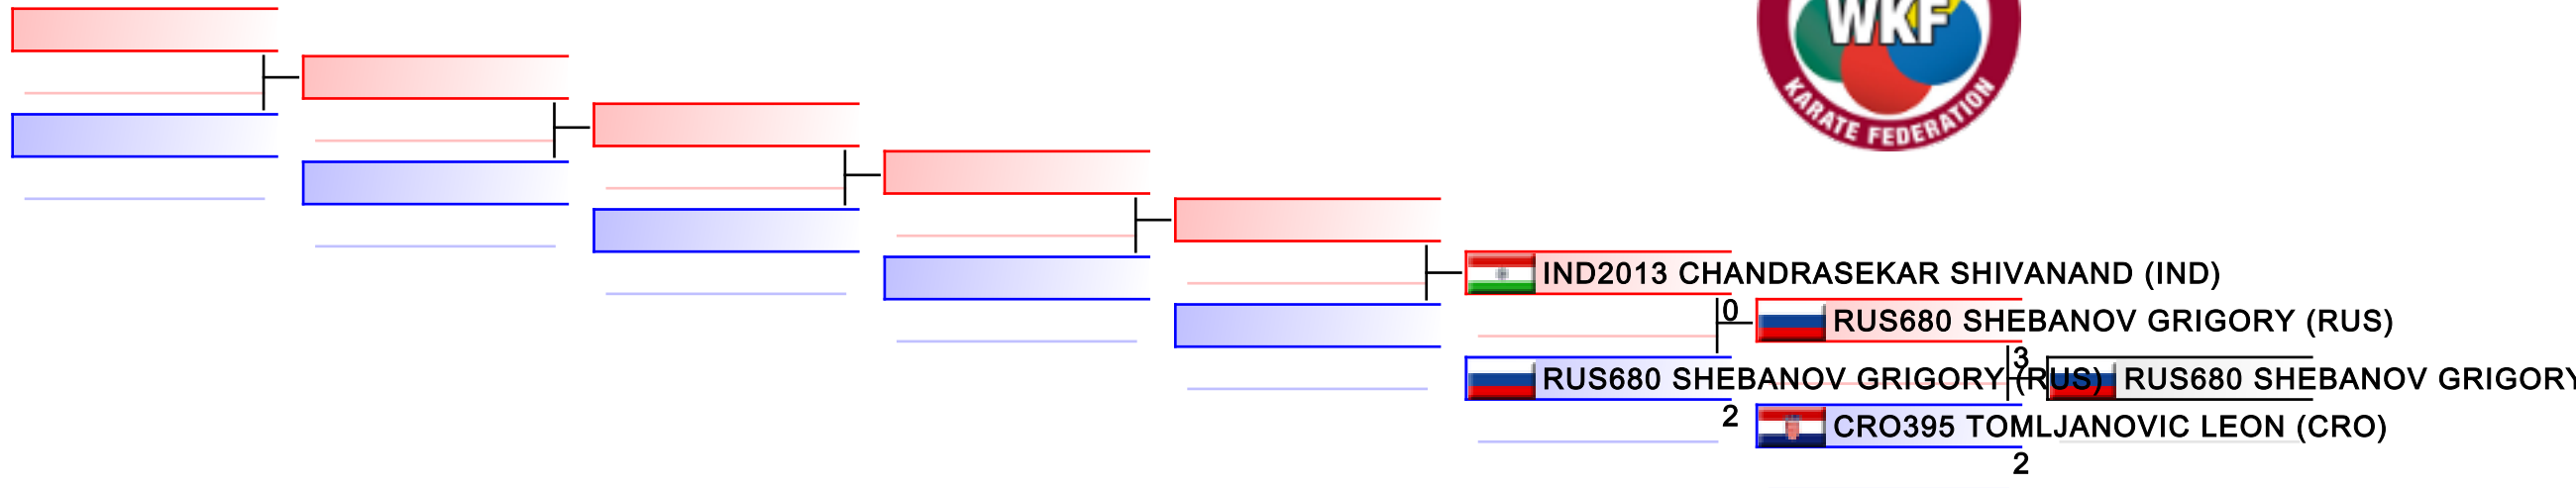 WKF
KARATE FEDERATION
IND2013 CHANDRASEKAR SHIVANAND (IND)
0
RUS680 SHEBANOV GRIGORY (RUS)
3
RUS680 SHEBANOV GRIGORY (RUS)
RUS680 SHEBANOV GRIGORY
2
CRO395 TOMLJANOVIC LEON (CRO)
2